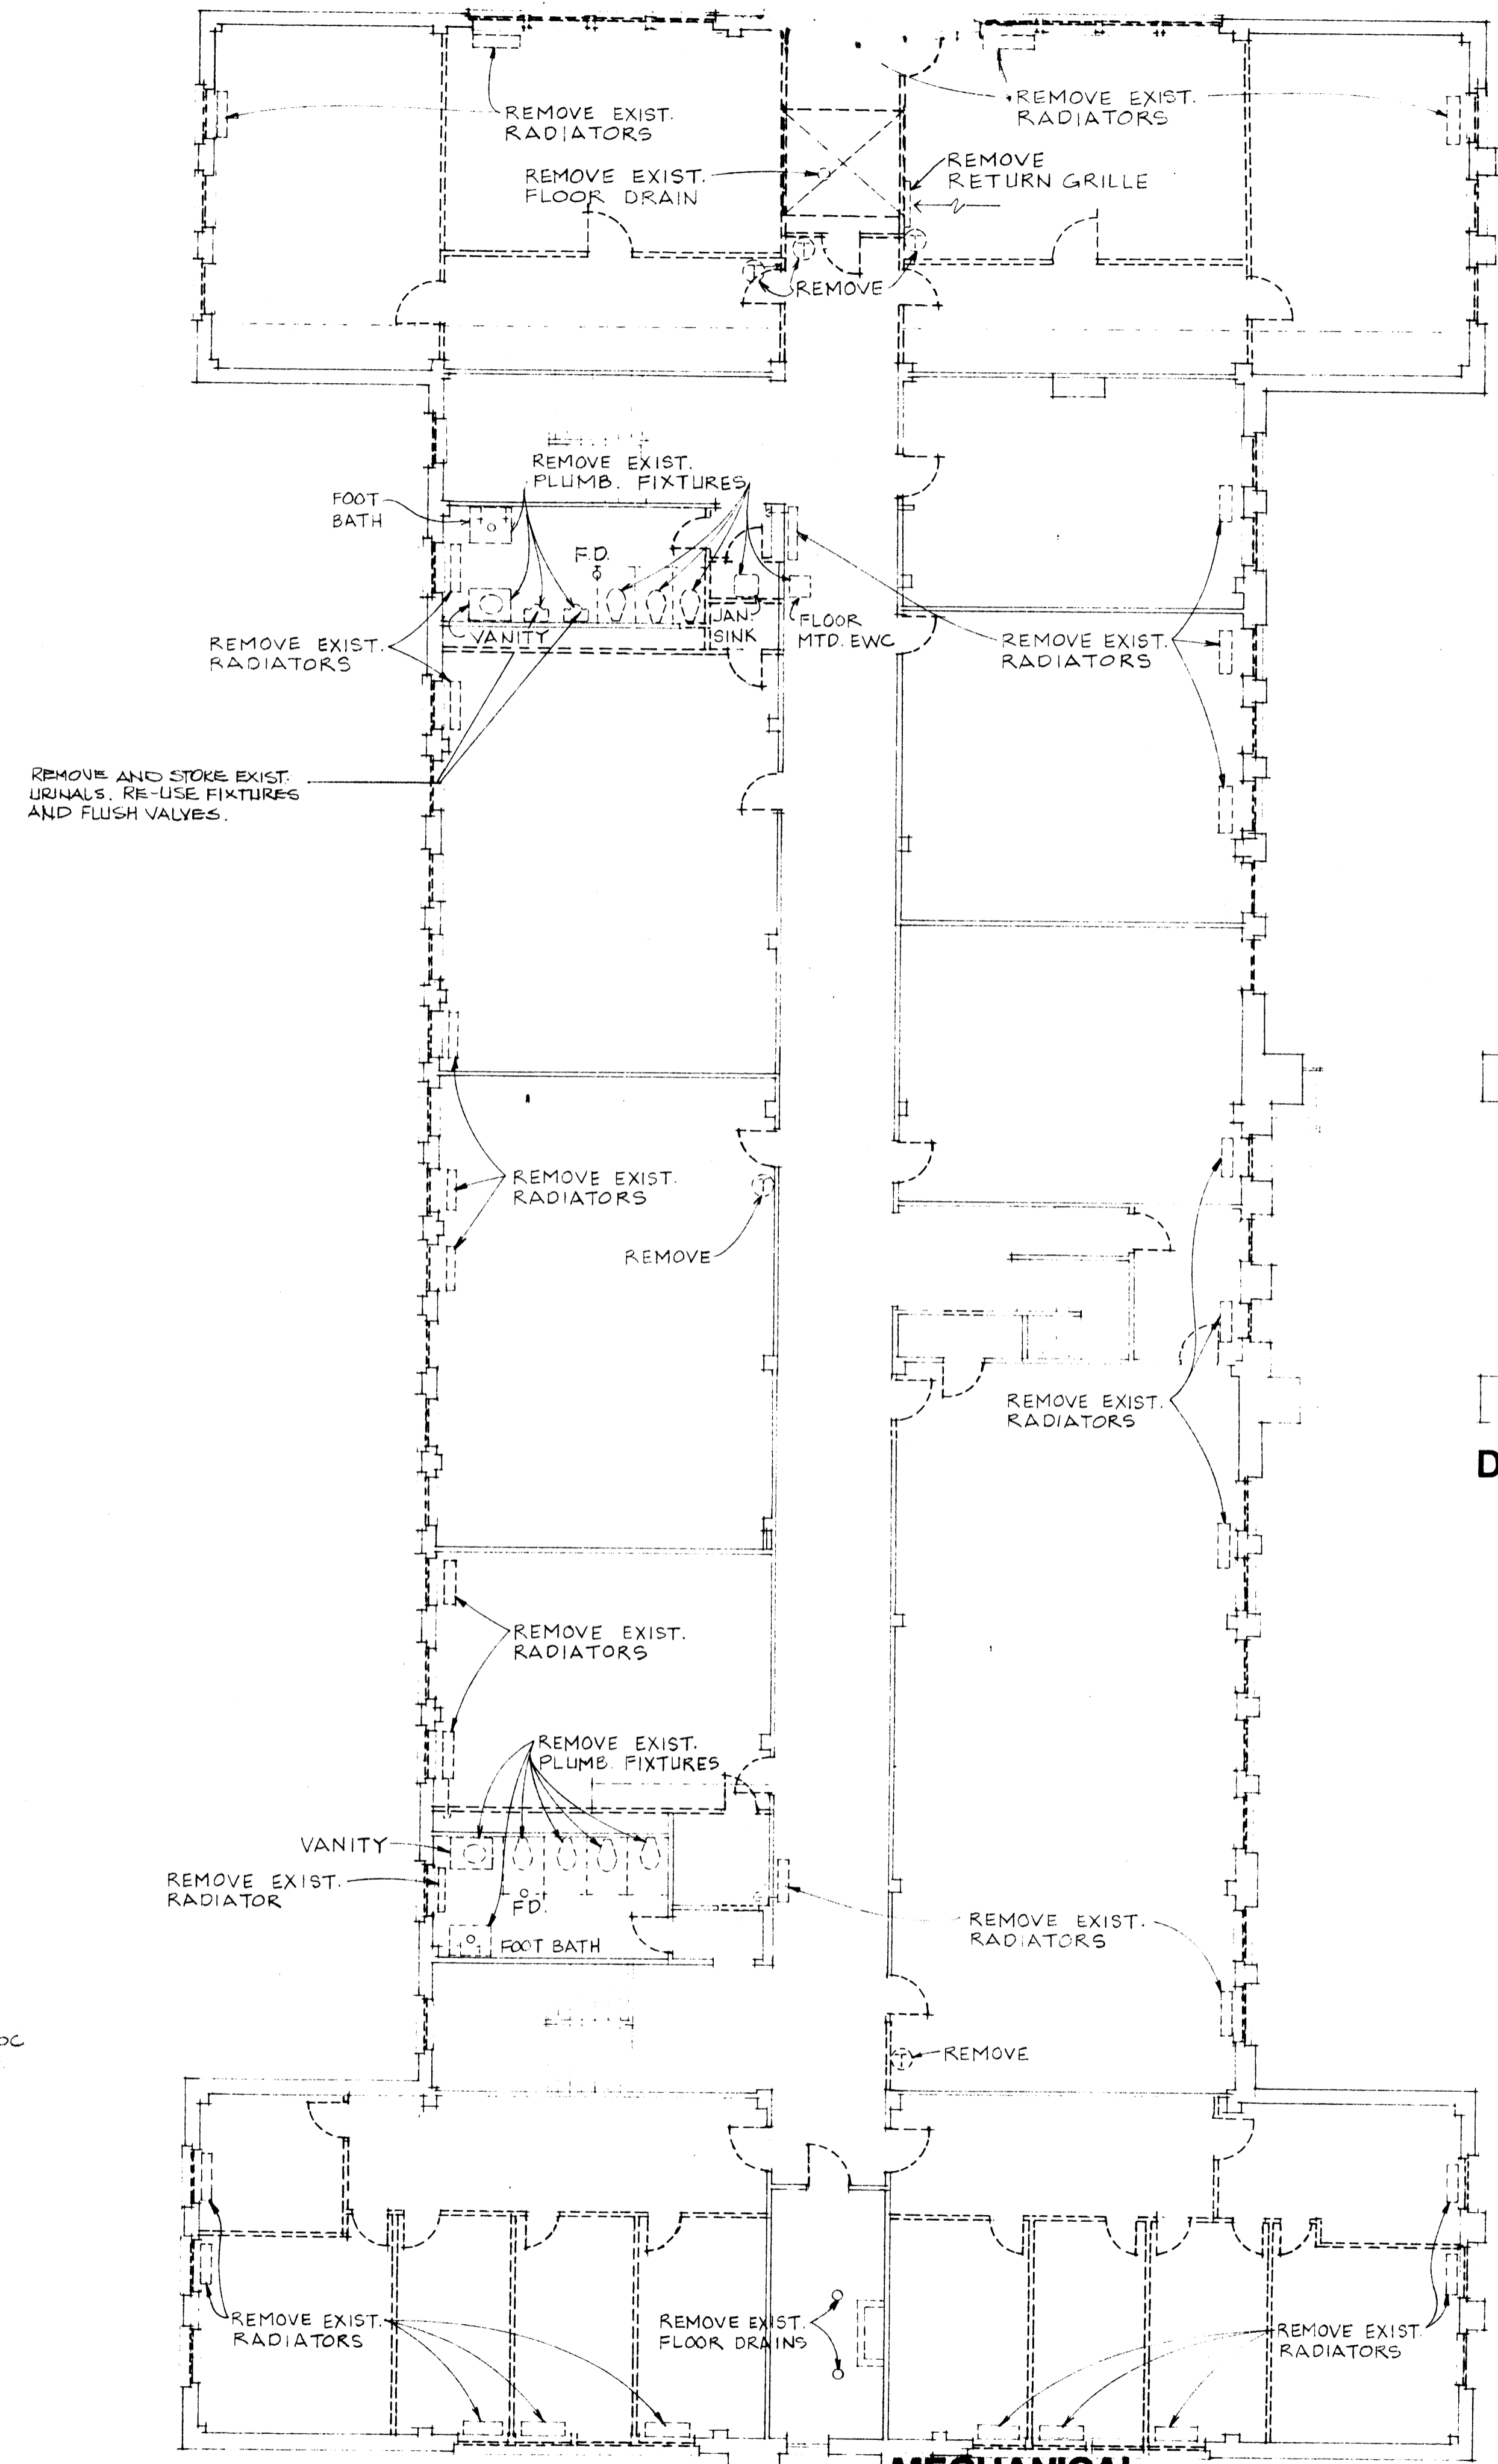 REMOVE EXIST.
RADIATORS
REMOVE EXIST.
RADIATORS
REMOVE EXIST.
FLOOR DRAIN
REMOVE
RETURN GRILLE
T
T
T
REMOVE
REMOVE EXIST.
PLUMB. FIXTURES
FOOT
BATH
F.D.
VANITY
JAN.
SINK
FLOOR
MTD. EWC
REMOVE EXIST.
RADIATORS
REMOVE EXIST.
RADIATORS
REMOVE AND STOKE EXIST.
URINALS. RE-USE FIXTURES
AND FLUSH VALVES.
REMOVE EXIST.
RADIATORS
T
REMOVE
REMOVE EXIST.
RADIATORS
D
REMOVE EXIST.
RADIATORS
REMOVE EXIST.
PLUMB. FIXTURES
VANITY
REMOVE EXIST.
RADIATOR
F.D.
FOOT BATH
REMOVE EXIST.
RADIATORS
OC
T
REMOVE
REMOVE EXIST.
RADIATORS
REMOVE EXIST.
FLOOR DRAINS
REMOVE EXIST.
RADIATORS
MECHANICAL